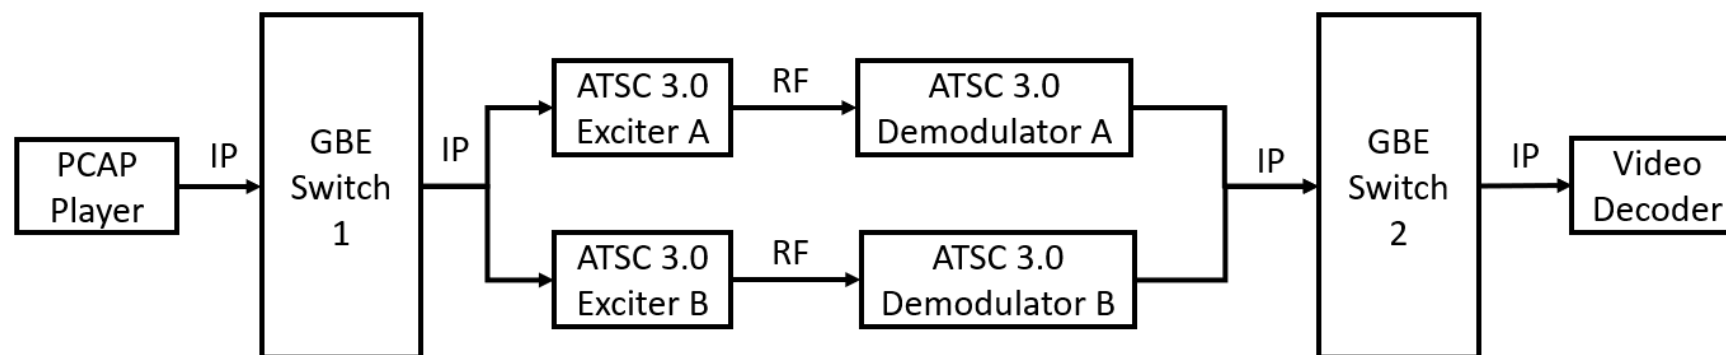 PCAP
Player
IP
GBE
Switch
1
IP
ATSC 3.0
Exciter A
RF
ATSC 3.0
Demodulator A
ATSC 3.0
Exciter B
RF
ATSC 3.0
Demodulator B
IP
GBE
Switch
2
IP
Video
Decoder